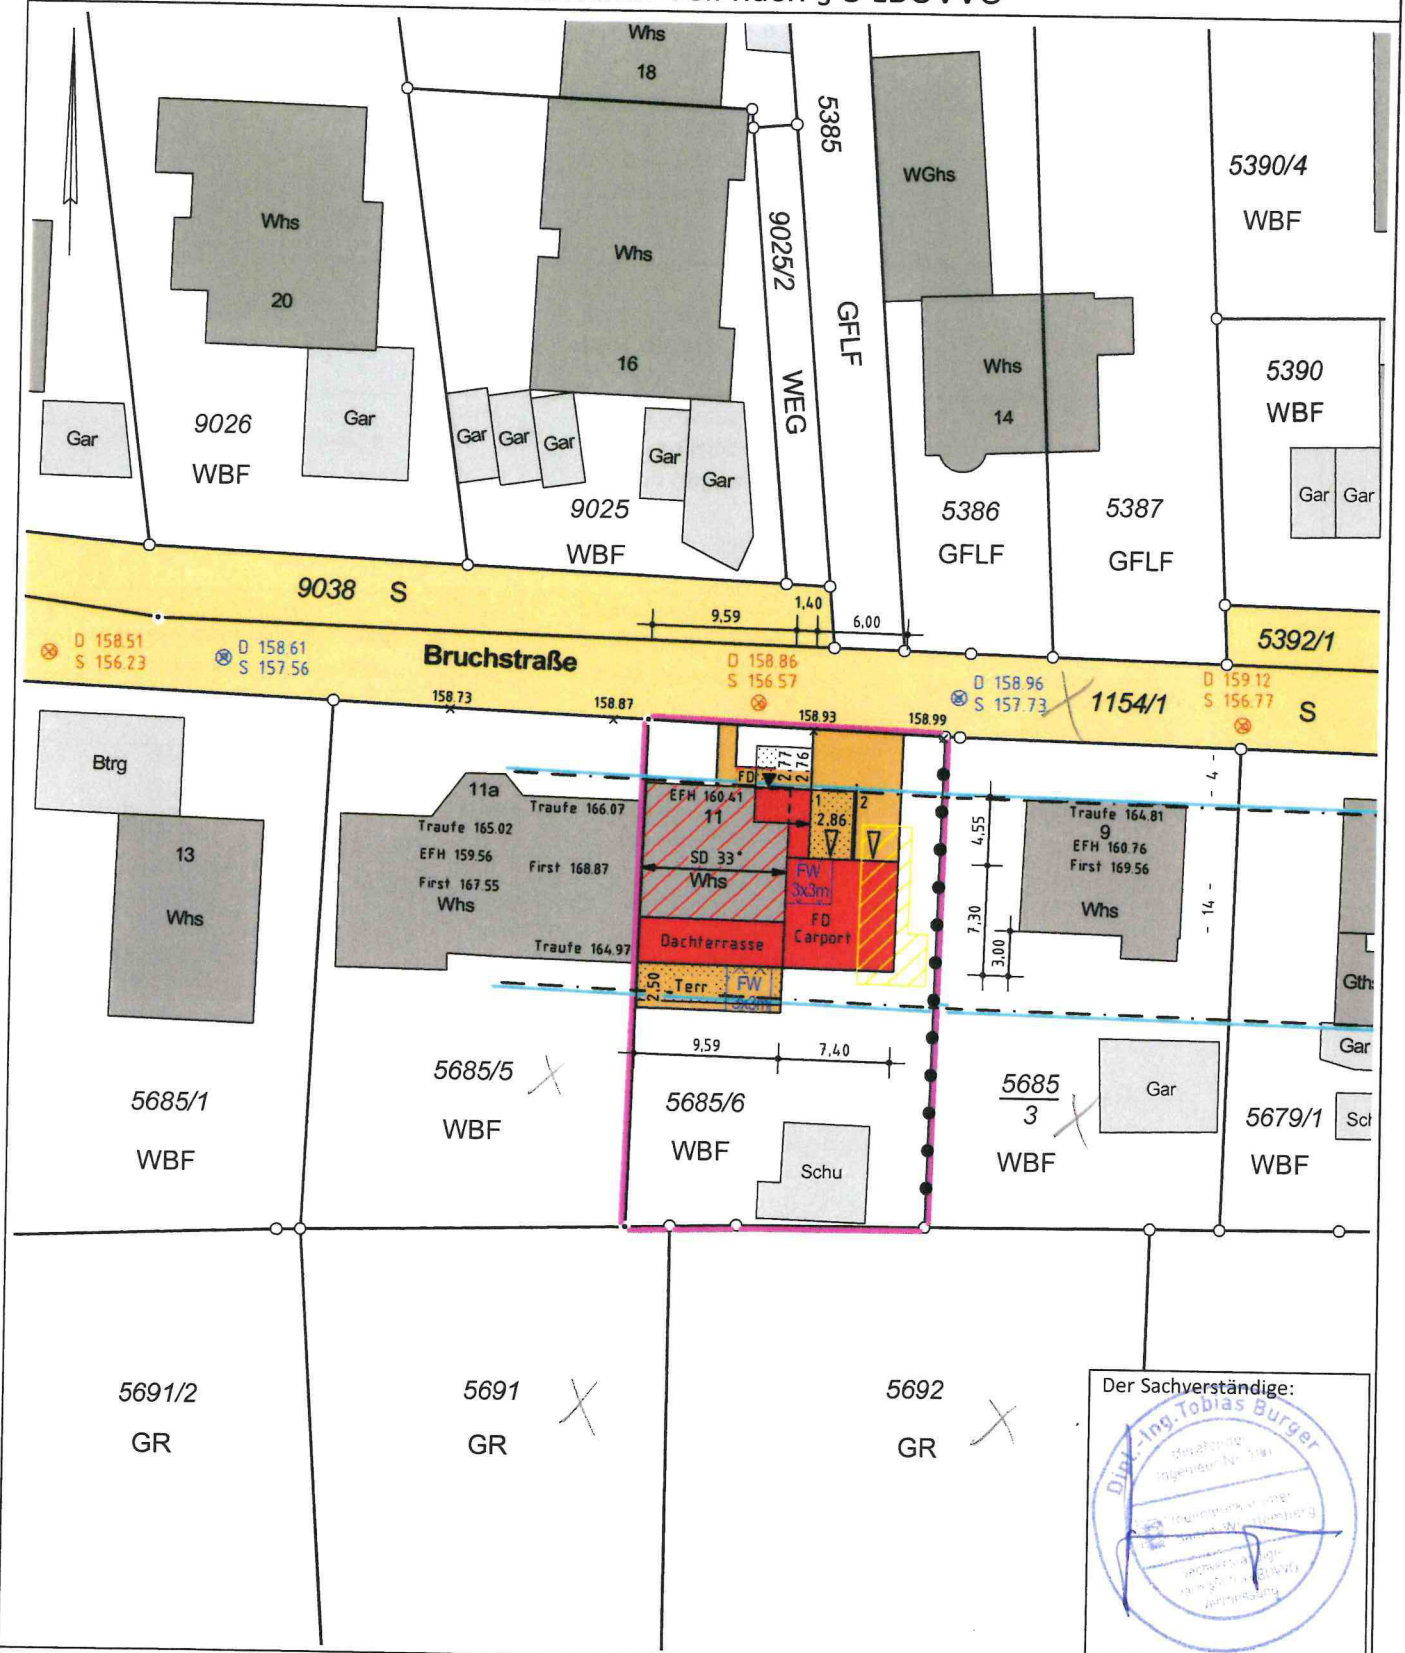 Whs
18
5385
WGhs
5390/4
WBF
Whs
20
Whs
16
9025/2
WEG
GFLF
Whs
14
5390
WBF
Gar
9026
WBF
Gar
Gar
Gar
Gar
Gar
Gar
9025
WBF
5386
GFLF
5387
GFLF
Gar
Gar
9038 S
9,59
1,40
6,00
5392/1
D 158.51
S 156.23
D 158.61
S 157.56
Bruchstraße
D 158.86
S 156.57
D 158.96
S 157.73
1154/1
D 159.12
S 156.77
S
158.73
158.87
158.93
158.99
Btrg
13
Whs
11a
Traufe 166.07
Traufe 165.02
EFH 159.56
First 168.87
First 167.55
Whs
Traufe 164.97
FD
2,77
2,76
EFH 160.41
11
1
2
2,86
SD 33°
Whs
FW
3x3m
FD
Carport
Dachterrasse
2,50
Terr
FW
3x3m
4,55
7,30
3,00
Traufe 164.81
9
EFH 160.76
First 169.56
Whs
- 4 -
- 14 -
Gth
Gar
9,59
7,40
5685/1
WBF
5685/5
WBF
5685/6
WBF
Schu
5685
3
WBF
Gar
5679/1
WBF
Sch
5691/2
GR
5691
GR
5692
GR
Der Sachverständige:
Dipl.-Ing. Tobias Burger